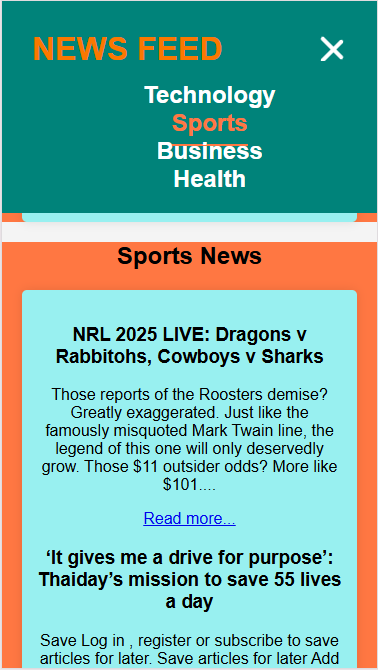 NEWS FEED
Technology
Sports
Business
Health
Sports News
NRL 2025 LIVE: Dragons v
Rabbitohs, Cowboys v Sharks
Those reports of the Roosters demise?
Greatly exaggerated. Just like the
famously misquoted Mark Twain line, the
legend of this one will only deservedly
grow. Those $11 outsider odds? More like
$101....
Read more...
‘It gives me a drive for purpose’:
Thaiday’s mission to save 55 lives
a day
Save Log in , register or subscribe to save
articles for later. Save articles for later Add